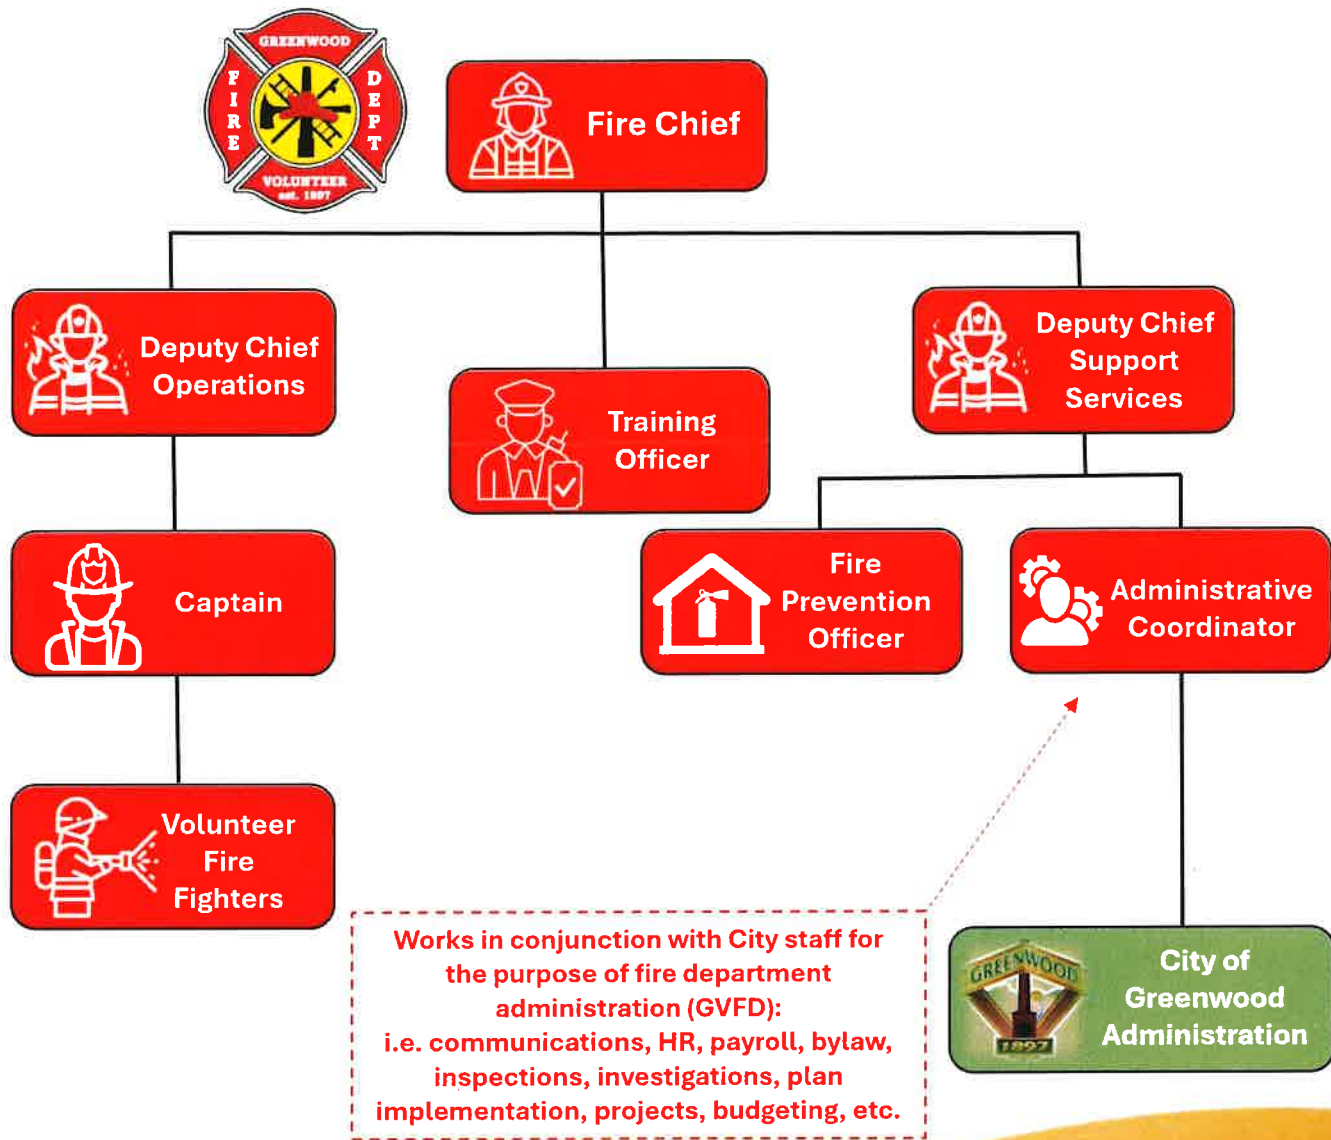 GREENWOOD
FIRE
DEPT
VOLUNTEER
est. 1897
Fire Chief
Deputy Chief
Operations
Training
Officer
Deputy Chief
Support
Services
Captain
Fire
Prevention
Officer
Administrative
Coordinator
Volunteer
Fire
Fighters
Works in conjunction with City staff for
the purpose of fire department
administration (GVFD):
i.e. communications, HR, payroll, bylaw,
inspections, investigations, plan
implementation, projects, budgeting, etc.
GREENWOOD
1897
City of
Greenwood
Administration